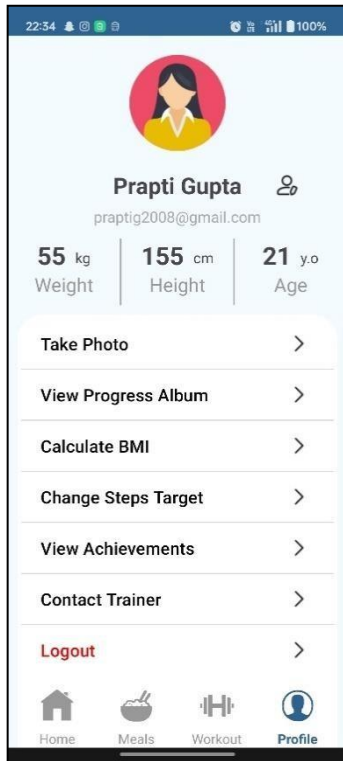 22:34 100%
Prapti Gupta
praptig2008@gmail.com
55 kg 155 cm 21 y.o
Weight Height Age
Take Photo
View Progress Album
Calculate BMI
Change Steps Target
View Achievements
Contact Trainer
Logout
Home Meals Workout Profile